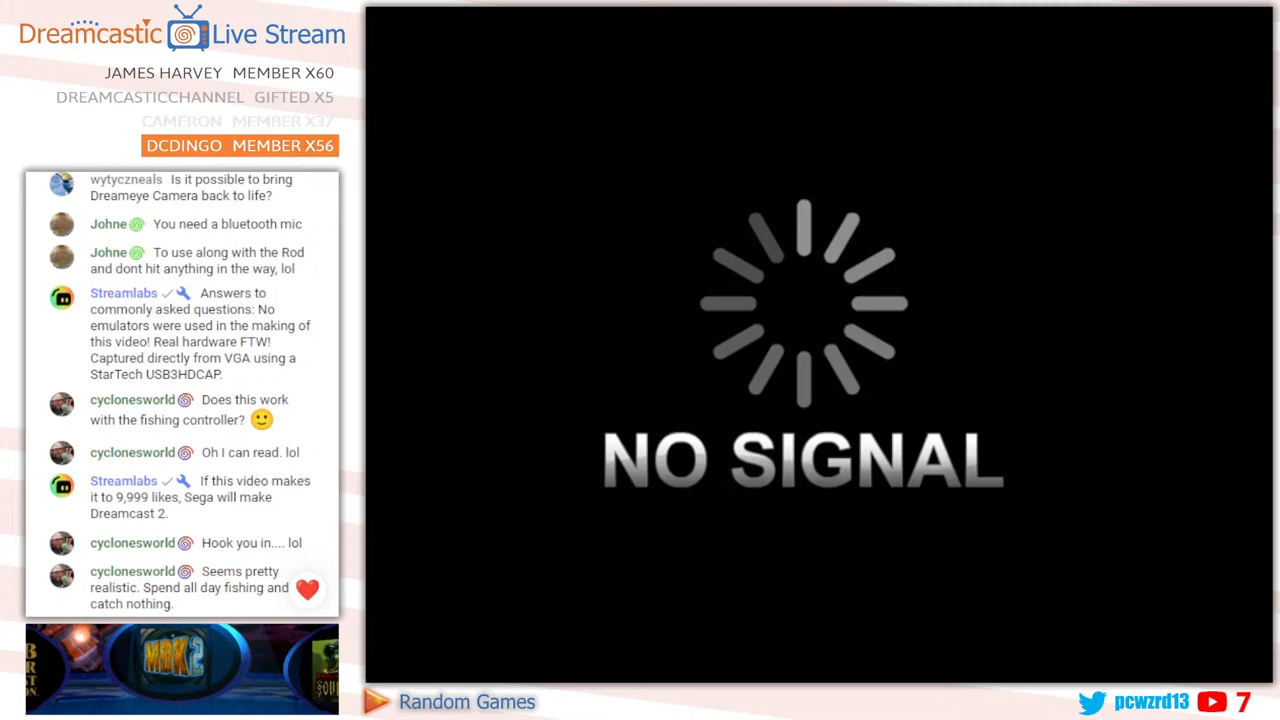 Dreamcastic Live Stream
JAMES HARVEY MEMBER X60
DREAMCASTICCHANNEL GIFTED X5
CAMERON MEMBER X37
DCDINGO MEMBER X56
wytyczneals Is it possible to bring
Dreameye Camera back to life?
Johne You need a bluetooth mic
Johne To use along with the Rod
and dont hit anything in the way, lol
Streamlabs Answers to
commonly asked questions: No
emulators were used in the making of
this video! Real hardware FTW!
Captured directly from VGA using a
StarTech USB3HDCAP.
cyclonesworld Does this work
with the fishing controller?
cyclonesworld Oh I can read. lol
Streamlabs If this video makes
it to 9,999 likes, Sega will make
Dreamcast 2.
cyclonesworld Hook you in.... lol
cyclonesworld Seems pretty
realistic. Spend all day fishing and
catch nothing.
MDK2
NO SIGNAL
Random Games
pcwzrd13 7